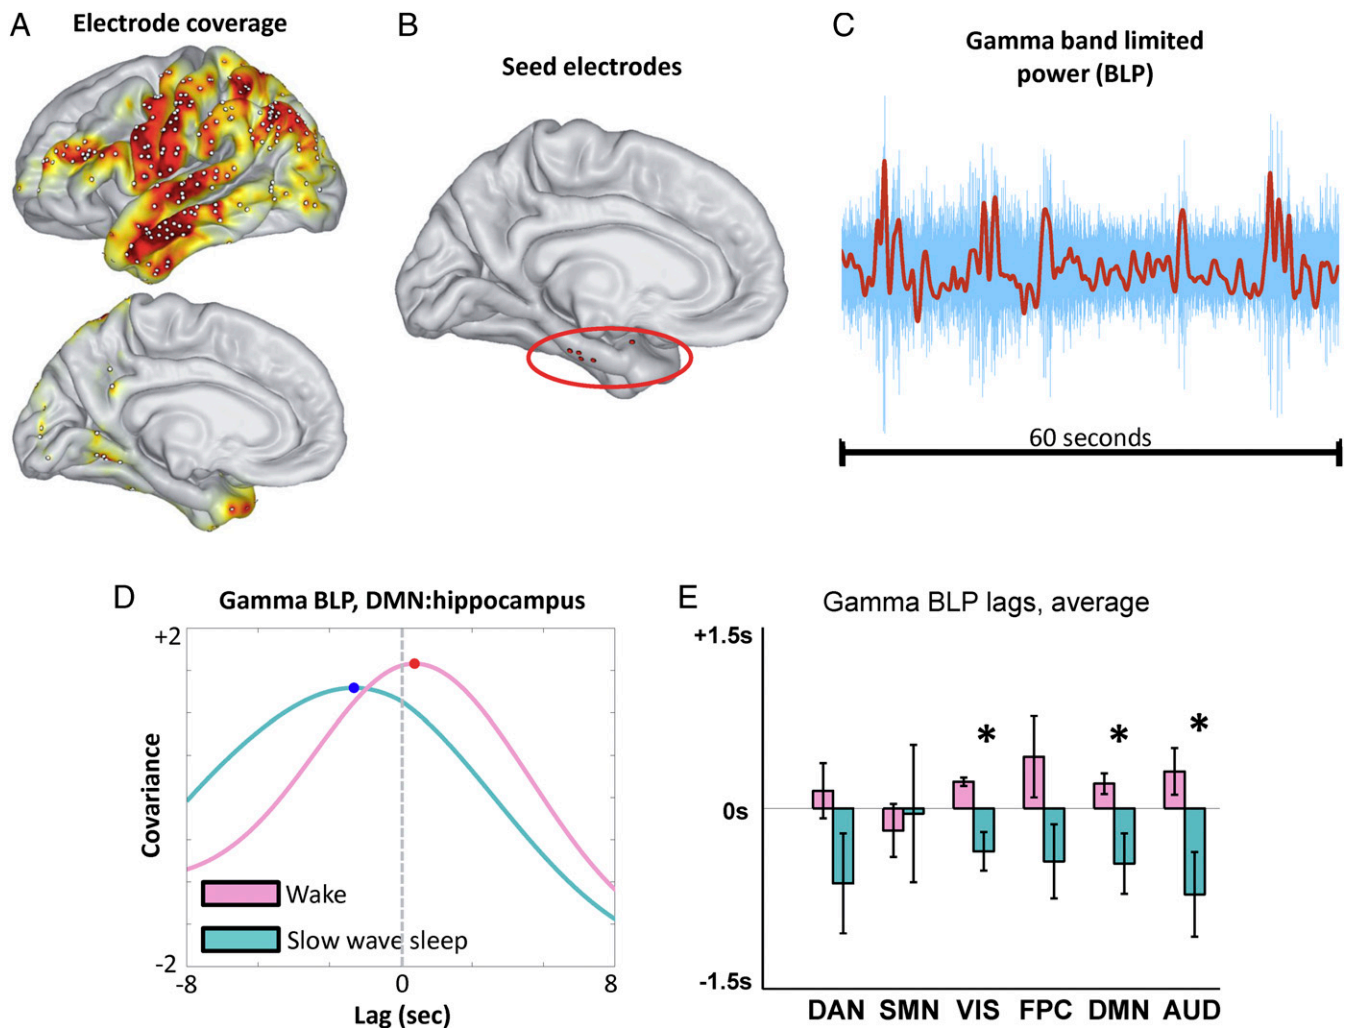 A
Electrode coverage
B
Seed electrodes
C
Gamma band limited
power (BLP)
60 seconds
D
Gamma BLP, DMN:hippocampus
+2
Covariance
-2
Wake
Slow wave sleep
-8
0
8
Lag (sec)
E
Gamma BLP lags, average
+1.5s
0s
-1.5s
*
*
*
DAN
SMN
VIS
FPC
DMN
AUD